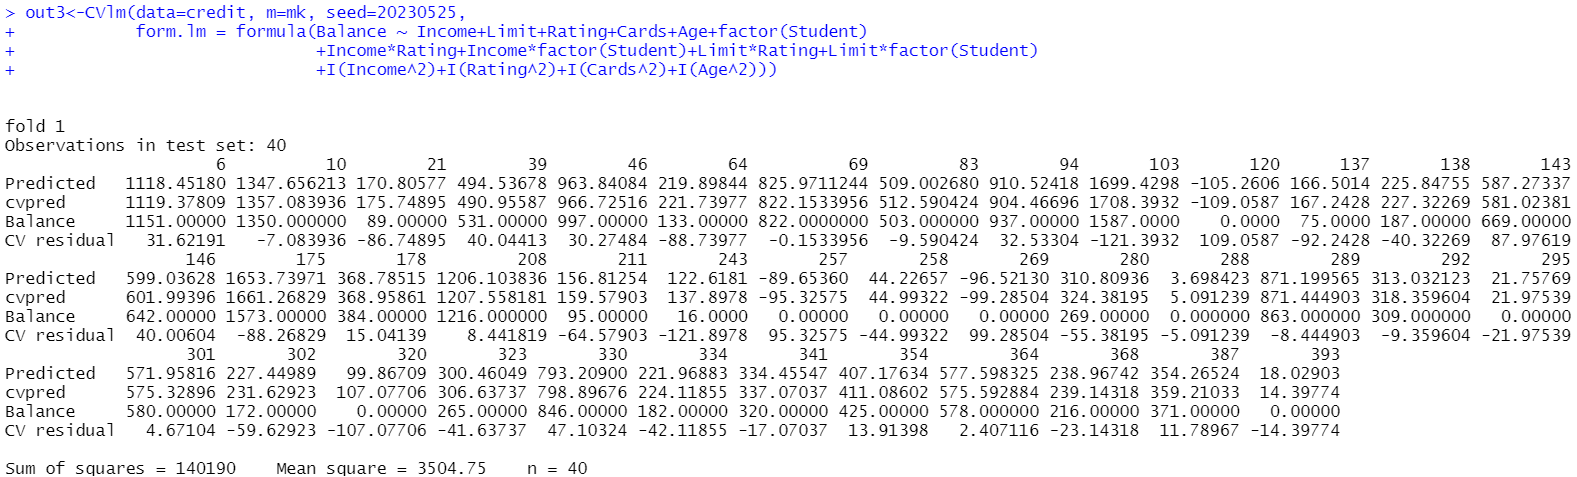 > out3<-CVlm(data=credit, m=mk, seed=20230525,
+            form.lm = formula(Balance ~ Income+Limit+Rating+Cards+Age+factor(Student)
+                              +Income*Rating+Income*factor(Student)+Limit*Rating+Limit*factor(Student)
+                              +I(Income^2)+I(Rating^2)+I(Cards^2)+I(Age^2)))
fold 1
Observations in test set: 40
6 10 21 39 46 64 69 83 94 103 120 137 138 143
Predicted 1118.45180 1347.656213 170.80577 494.53678 963.84084 219.89844 825.9711244 509.002680 910.52418 1699.4298 -105.2606 166.5014 225.84755 587.27337
cvpred 1119.37809 1357.083936 175.74895 490.95587 966.72516 221.73977 822.1533956 512.590424 904.46696 1708.3932 -109.0587 167.2428 227.32269 581.02381
Balance 1151.00000 1350.000000 89.00000 531.00000 997.00000 133.00000 822.0000000 503.000000 937.00000 1587.0000 0.0000 75.0000 187.00000 669.00000
CV residual 31.62191 -7.083936 -86.74895 40.04413 30.27484 -88.73977 -0.1533956 -9.590424 32.53304 -121.3932 109.0587 -92.2428 -40.32269 87.97619
146 175 178 208 211 243 257 258 269 280 288 289 292 295
Predicted 599.03628 1653.73971 368.78515 1206.103836 156.81254 122.6181 -89.65360 44.22657 -96.52130 310.80936 3.698423 871.199565 313.032123 21.75769
cvpred 601.99396 1661.26829 368.95861 1207.558181 159.57903 137.8978 -95.32575 44.99322 -99.28504 324.38195 5.091239 871.444903 318.359604 21.97539
Balance 642.00000 1573.00000 384.00000 1216.000000 95.00000 16.0000 0.00000 0.00000 0.00000 269.00000 0.000000 863.000000 309.000000 0.00000
CV residual 40.00604 -88.26829 15.04139 8.441819 -64.57903 -121.8978 95.32575 -44.99322 99.28504 -55.38195 -5.091239 -8.444903 -9.359604 -21.97539
301 302 320 323 330 334 341 354 364 368 387 393
Predicted 571.95816 227.44989 99.86709 300.46049 793.20900 221.96883 334.45547 407.17634 577.598325 238.96742 354.26524 18.02903
cvpred 575.32896 231.62923 107.07706 306.63737 798.89676 224.11855 337.07037 411.08602 575.592884 239.14318 359.21033 14.39774
Balance 580.00000 172.00000 0.00000 265.00000 846.00000 182.00000 320.00000 425.00000 578.000000 216.00000 371.00000 0.00000
CV residual 4.67104 -59.62923 -107.07706 -41.63737 47.10324 -42.11855 -17.07037 13.91398 2.407116 -23.14318 11.78967 -14.39774
Sum of squares = 140190    Mean square = 3504.75    n = 40